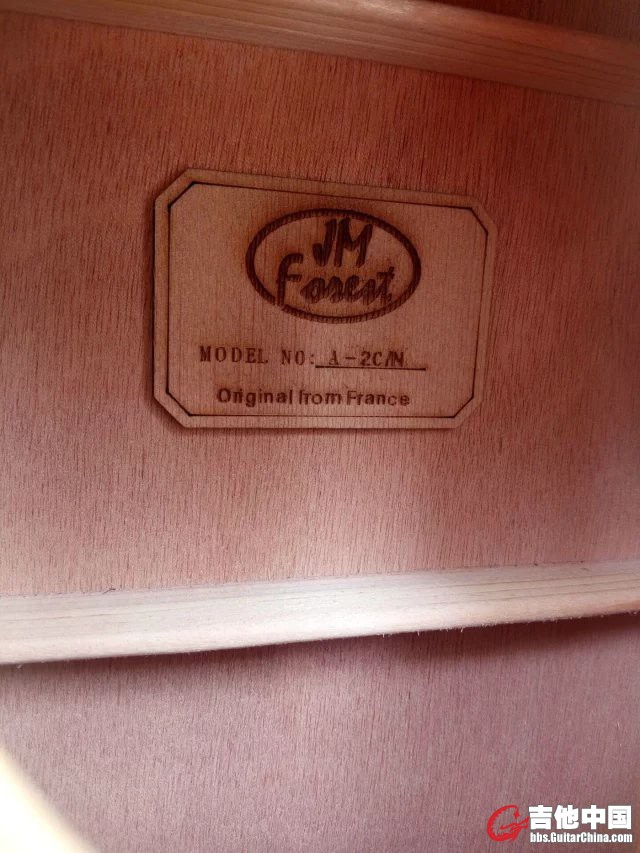 JM
Forest
MODEL NO: A-2C/N
Original from France
吉他中国
bbs.GuitarChina.com